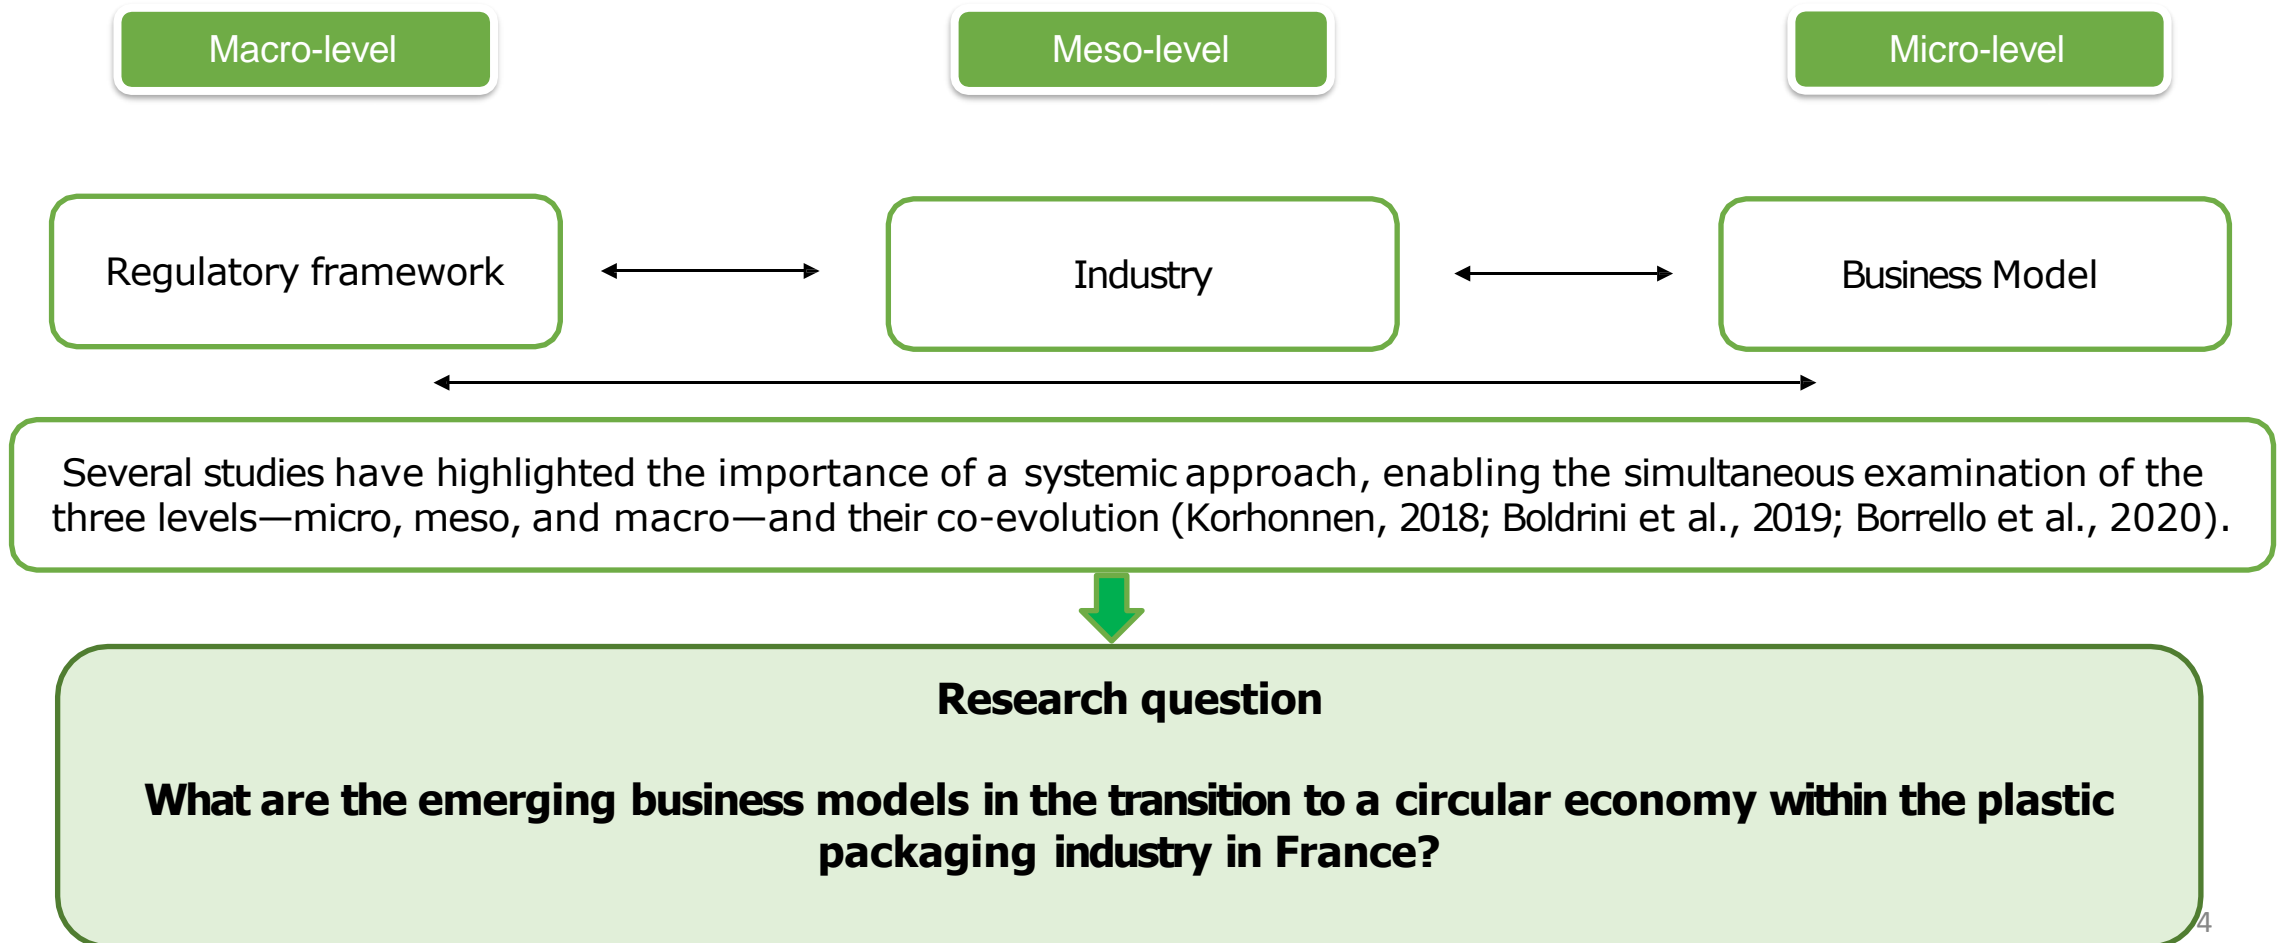 Macro-level
Meso-level
Micro-level
Regulatory framework
Industry
Business Model
Several studies have highlighted the importance of a systemic approach, enabling the simultaneous examination of the
three levels—micro, meso, and macro—and their co-evolution (Korhonnen, 2018; Boldrini et al., 2019; Borrello et al., 2020).
Research question
What are the emerging business models in the transition to a circular economy within the plastic
packaging industry in France?
4